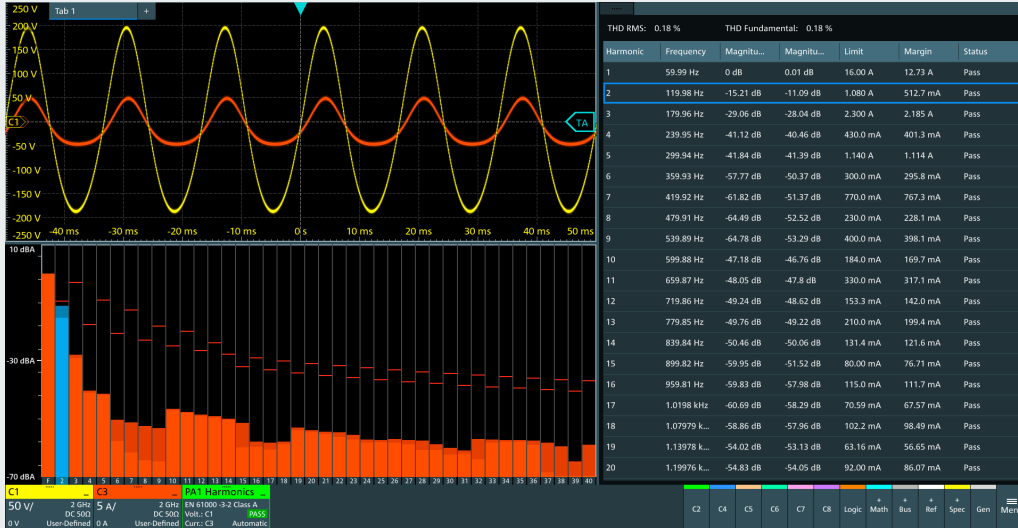 Tab 1 +
250 V
200 V
150 V
100 V
50 V
C1
TA
-50 V
-100 V
-150 V
-200 V
-250 V
-40 ms -30 ms -20 ms -10 ms 0 s 10 ms 20 ms 30 ms 40 ms 50 ms
10 dBA
-30 dBA
-70 dBA
F 2 3 4 5 6 7 8 9 10 11 12 13 14 15 16 17 18 19 20 21 22 23 24 25 26 27 28 29 30 31 32 33 34 35 36 37 38 39 40
THD RMS: 0.18 % THD Fundamental: 0.18 %
Harmonic Frequency Magnitu... Magnitu... Limit Margin Status
1 59.99 Hz 0 dB 0.01 dB 16.00 A 12.73 A Pass
2 119.98 Hz -15.21 dB -11.09 dB 1.080 A 512.7 mA Pass
3 179.96 Hz -29.06 dB -28.04 dB 2.300 A 2.185 A Pass
4 239.95 Hz -41.12 dB -40.46 dB 430.0 mA 401.3 mA Pass
5 299.94 Hz -41.84 dB -41.39 dB 1.140 A 1.114 A Pass
6 359.93 Hz -57.77 dB -50.37 dB 300.0 mA 295.8 mA Pass
7 419.92 Hz -61.82 dB -51.37 dB 770.0 mA 767.3 mA Pass
8 479.91 Hz -64.49 dB -52.52 dB 230.0 mA 228.1 mA Pass
9 539.89 Hz -64.78 dB -53.29 dB 400.0 mA 398.1 mA Pass
10 599.88 Hz -47.18 dB -46.76 dB 184.0 mA 169.7 mA Pass
11 659.87 Hz -48.05 dB -47.8 dB 330.0 mA 317.1 mA Pass
12 719.86 Hz -49.24 dB -48.62 dB 153.3 mA 142.0 mA Pass
13 779.85 Hz -49.76 dB -49.22 dB 210.0 mA 199.4 mA Pass
14 839.84 Hz -50.46 dB -50.06 dB 131.4 mA 121.6 mA Pass
15 899.82 Hz -59.95 dB -51.52 dB 80.00 mA 76.71 mA Pass
16 959.81 Hz -59.83 dB -57.98 dB 115.0 mA 111.7 mA Pass
17 1.0198 kHz -60.69 dB -58.29 dB 70.59 mA 67.57 mA Pass
18 1.07979 k... -58.86 dB -57.96 dB 102.2 mA 98.49 mA Pass
19 1.13978 k... -54.02 dB -53.13 dB 63.16 mA 56.65 mA Pass
20 1.19976 k... -54.83 dB -54.05 dB 92.00 mA 86.07 mA Pass
C1 C3 PA1 Harmonics
50 V/ 2 GHz 5 A/ 2 GHz EN 61000 -3-2 Class A
DC 50Ω DC 50Ω Volt.: C1 PASS
0 V User-Defined 0 A User-Defined Curr.: C3 Automatic
C2 C4 C5 C6 C7 C8 Logic + Math + Bus + Ref + Spec Gen Men